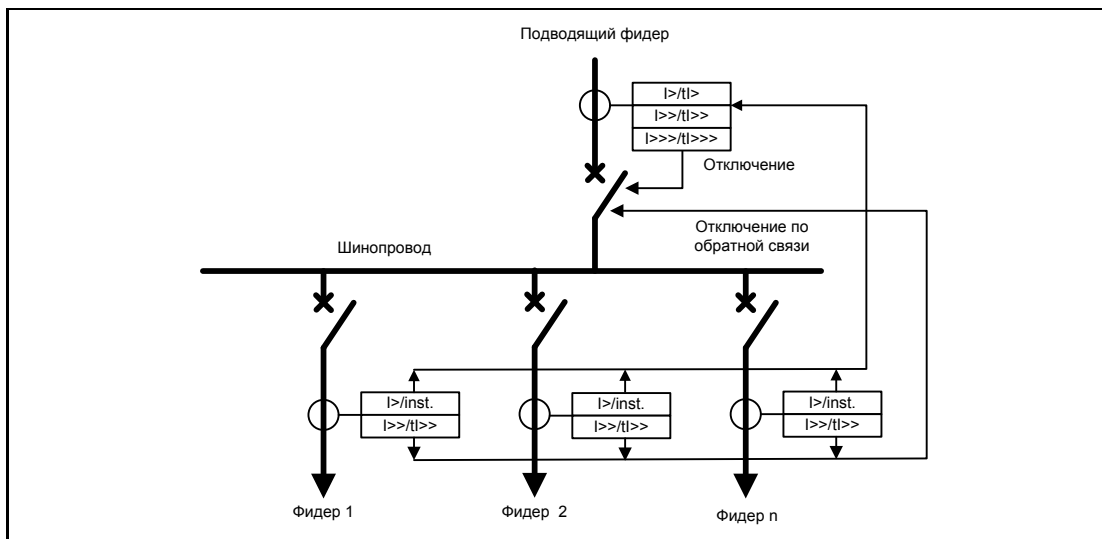 Подводящий фидер
I>/tI>
I>>/tI>>
I>>>/tI>>>
Отключение
Отключение по
обратной связи
Шинопровод
I>/inst.
I>>/tI>>
I>/inst.
I>>/tI>>
I>/inst.
I>>/tI>>
Фидер 1
Фидер 2
Фидер n